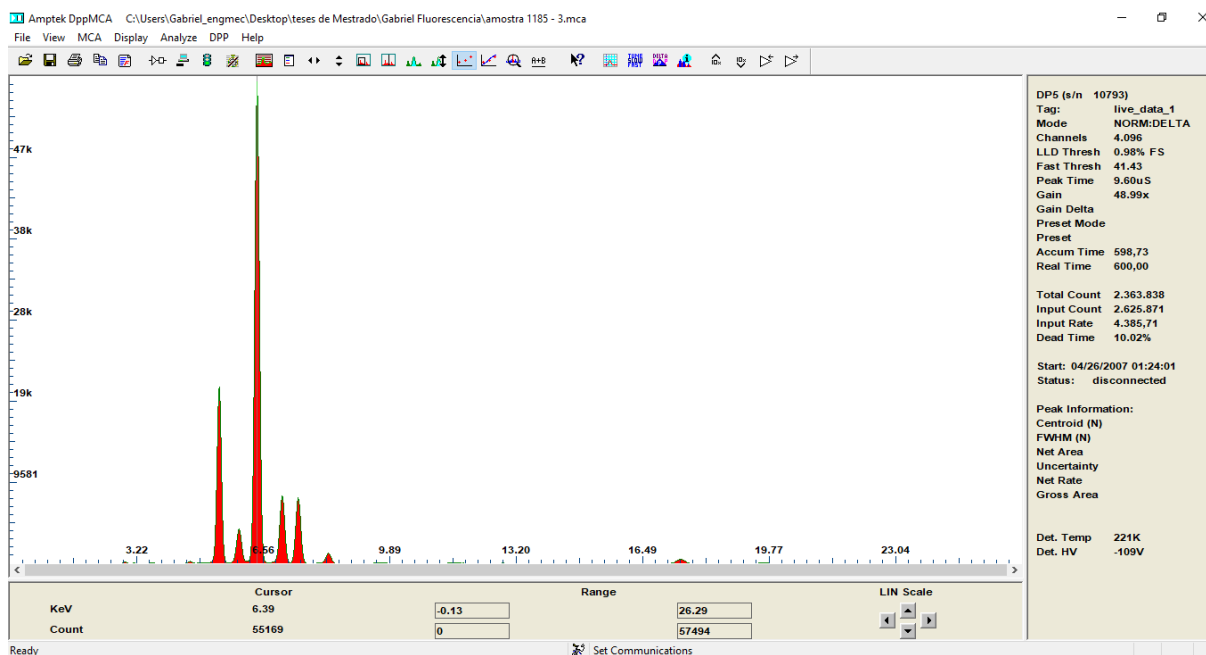 Amptek DppMCA C:\Users\Gabriel_engmec\Desktop\teses de Mestrado\Gabriel Fluorescencia\amostra 1185 - 3.mca
File View MCA Display Analyze DPP Help
A+B
10x
10x
47k
38k
28k
19k
9581
3.22 6.56 9.89 13.20 16.49 19.77 23.04
DP5 (s/n 10793)
Tag: live_data_1
Mode NORM:DELTA
Channels 4.096
LLD Thresh 0.98% FS
Fast Thresh 41.43
Peak Time 9.60uS
Gain 48.99x
Gain Delta
Preset Mode
Preset
Accum Time 598,73
Real Time 600,00
Total Count 2.363.838
Input Count 2.625.871
Input Rate 4.385,71
Dead Time 10.02%
Start: 04/26/2007 01:24:01
Status: disconnected
Peak Information:
Centroid (N)
FWHM (N)
Net Area
Uncertainty
Net Rate
Gross Area
Det. Temp 221K
Det. HV -109V
Cursor Range LIN Scale
KeV 6.39 -0.13 26.29
Count 55169 0 57494
Ready Set Communications